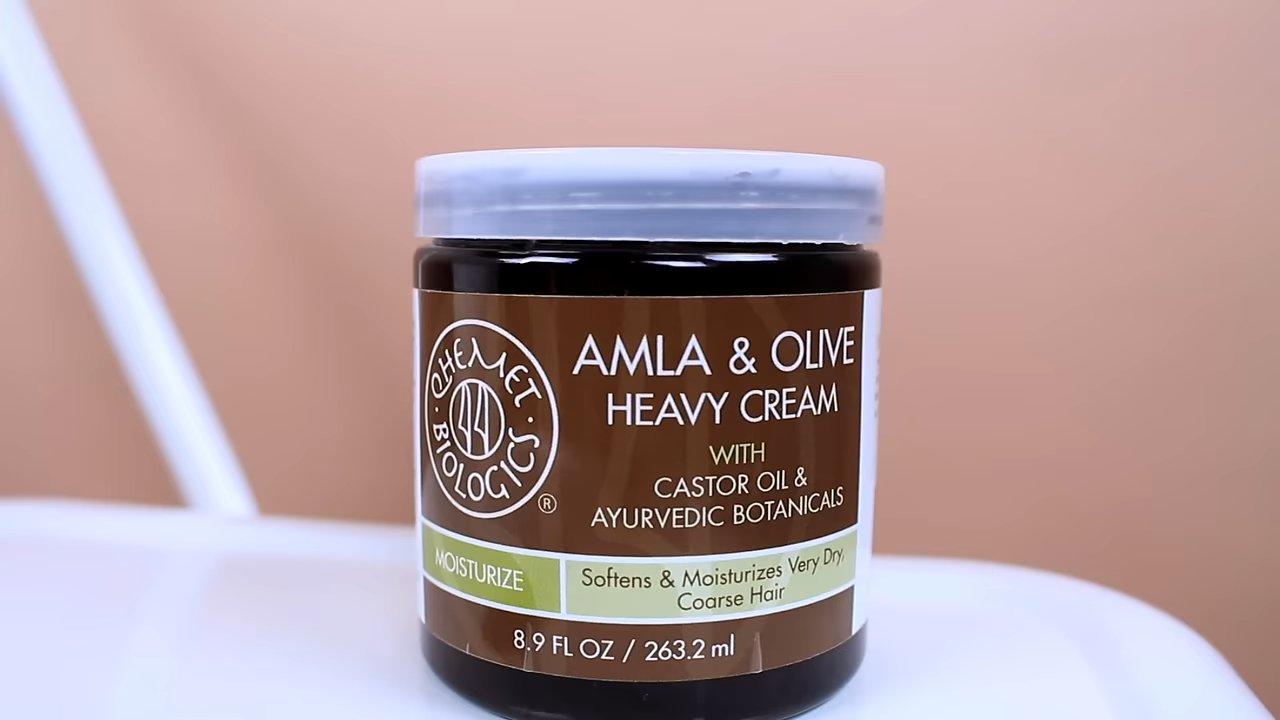 QHEMET
BIOLOGICS
®
AMLA & OLIVE
HEAVY CREAM
WITH
CASTOR OIL &
AYURVEDIC BOTANICALS
MOISTURIZE
Softens & Moisturizes Very Dry,
Coarse Hair
8.9 FL OZ / 263.2 ml